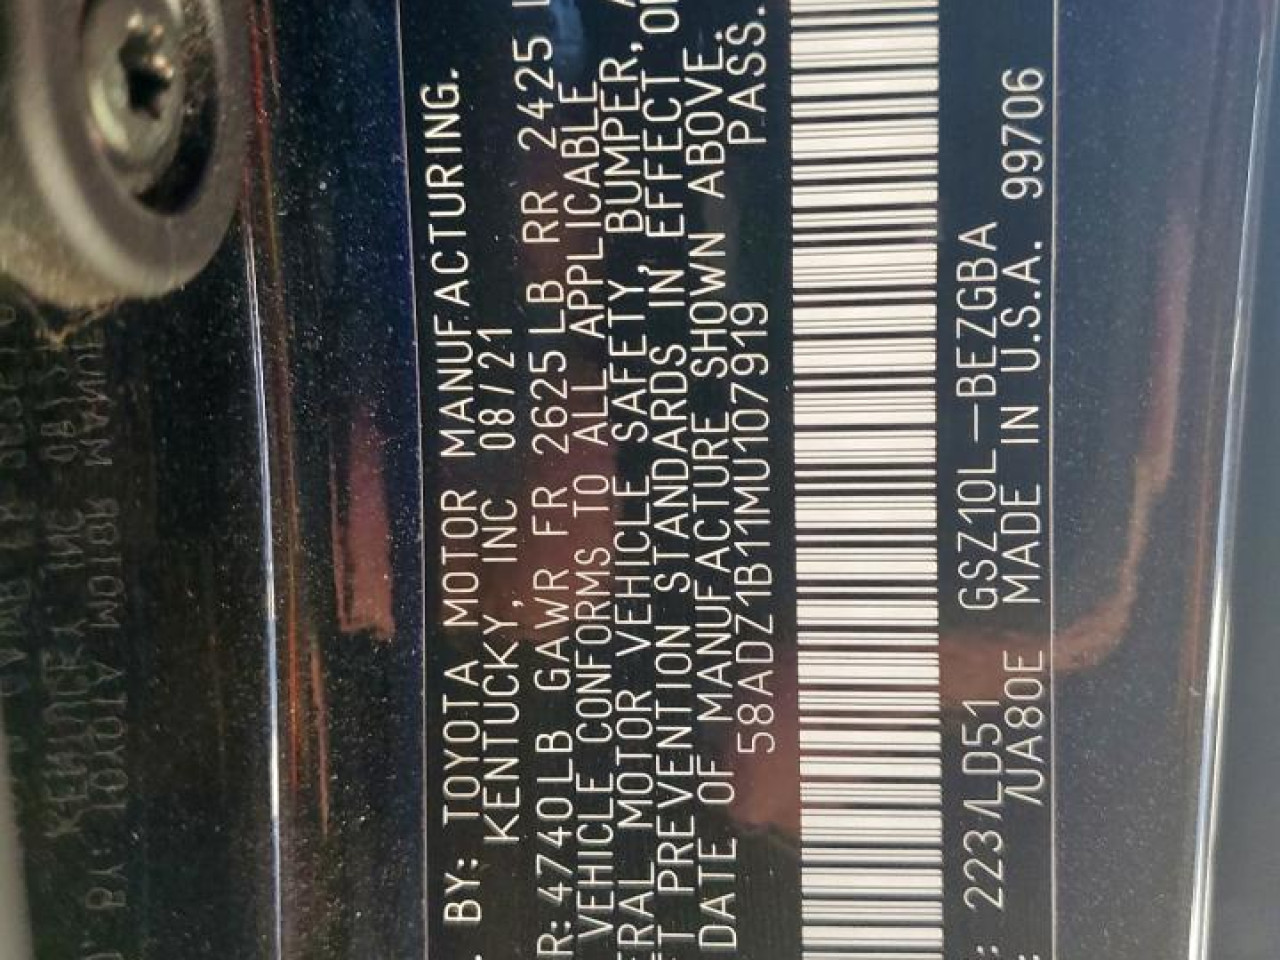 . BY: TOYOTA MOTOR MANUFACTURING.
KENTUCKY, INC 08/21
R: 4740LB GAWR FR 2625LB RR 2425
VEHICLE CONFORMS TO ALL APPLICABLE
ERAL MOTOR VEHICLE SAFETY, BUMPER,
T PREVENTION STANDARDS IN EFFECT
DATE OF MANUFACTURE SHOWN ABOVE.
58ADZ1B11MU107919 PASS.
: 223/LD51 GSZ10L-BEZGBA
: /UA80E MADE IN U.S.A. 99706